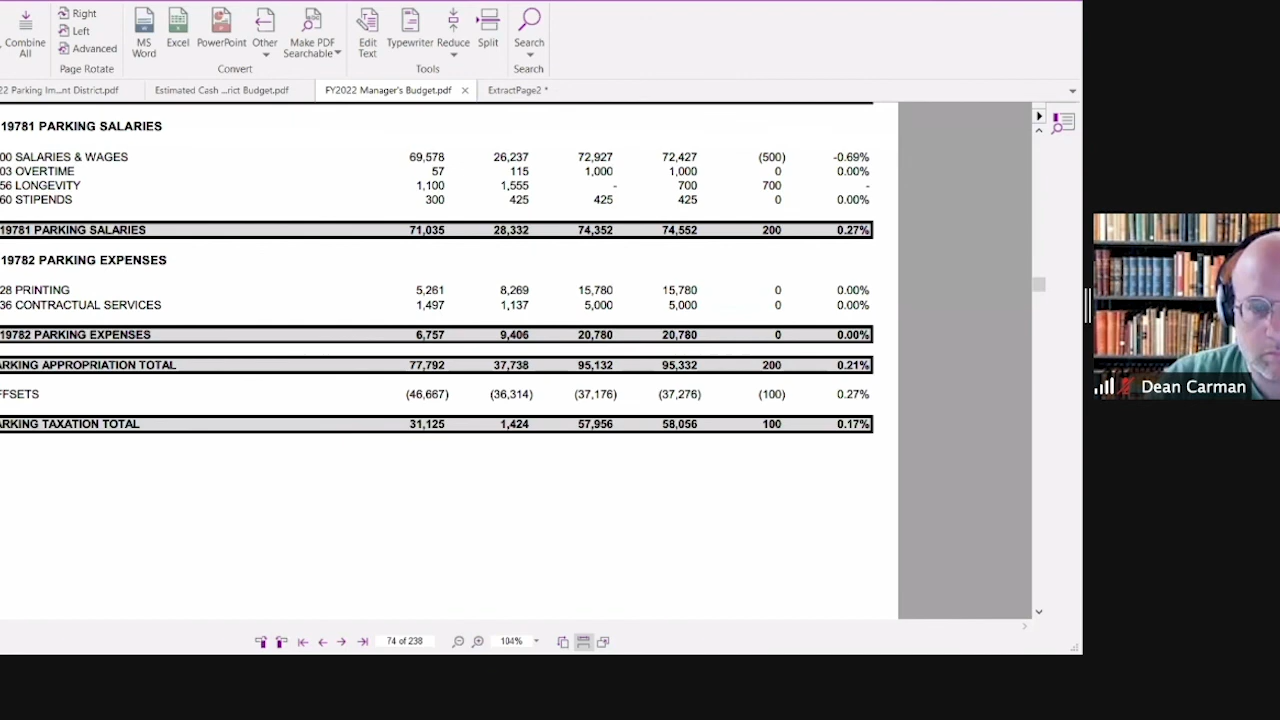 Combine All
Right
Left
Advanced
Page Rotate
MS Word
Excel
PowerPoint
Other
Make PDF Searchable
Convert
Edit Text
Typewriter
Reduce
Split
Tools
Search
Search
22 Parking Im...nt District.pdf
Estimated Cash ...rict Budget.pdf
FY2022 Manager's Budget.pdf
ExtractPage2 *
19781 PARKING SALARIES
00 SALARIES & WAGES 69,578 26,237 72,927 72,427 (500) -0.69%
03 OVERTIME 57 115 1,000 1,000 0 0.00%
56 LONGEVITY 1,100 1,555 - 700 700 -
60 STIPENDS 300 425 425 425 0 0.00%
19781 PARKING SALARIES 71,035 28,332 74,352 74,552 200 0.27%
19782 PARKING EXPENSES
28 PRINTING 5,261 8,269 15,780 15,780 0 0.00%
36 CONTRACTUAL SERVICES 1,497 1,137 5,000 5,000 0 0.00%
19782 PARKING EXPENSES 6,757 9,406 20,780 20,780 0 0.00%
ARKING APPROPRIATION TOTAL 77,792 37,738 95,132 95,332 200 0.21%
FFSETS (46,667) (36,314) (37,176) (37,276) (100) 0.27%
ARKING TAXATION TOTAL 31,125 1,424 57,956 58,056 100 0.17%
Dean Carman
74 of 238
104%